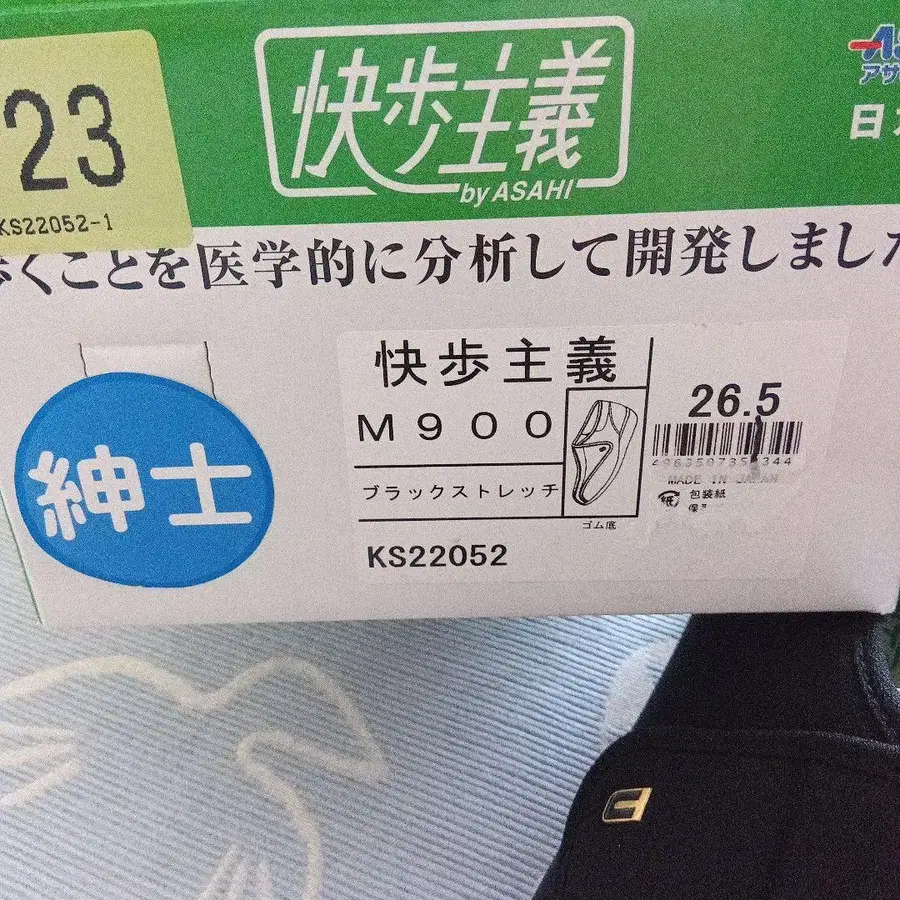 23
KS22052-1
快歩主義
by ASAHI
日
くことを医学的に分析して開発しまし
紳士
快歩主義
M900
ブラックストレッチ
ゴム底
KS22052
26.5
MADE IN JAPAN
紙
包装紙